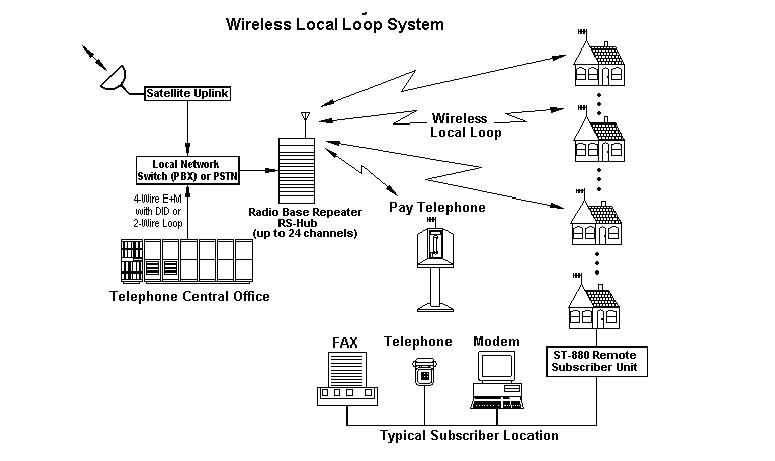 Wireless Local Loop System
Satellite Uplink
Wireless
Local Loop
Local Network
Switch (PBX) or PSTN
4-Wire E+M
with DID or
2-Wire Loop
Radio Base Repeater
RS-Hub
(up to 24 channels)
Pay Telephone
Telephone Central Office
FAX
Telephone
Modem
ST-880 Remote
Subscriber Unit
Typical Subscriber Location